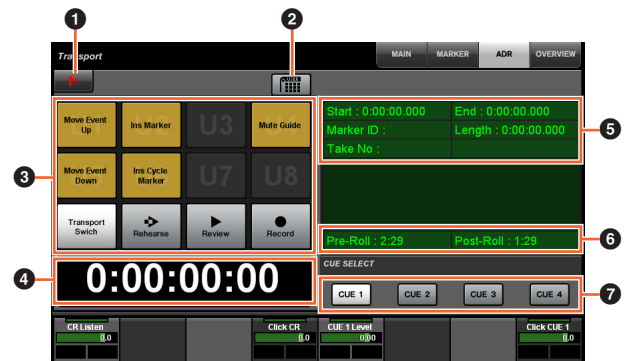 1
2
Transport
MAIN MARKER ADR OVERVIEW
3
Move Event Up
Ins Marker
U3
Mute Guide
Move Event Down
Ins Cycle Marker
U7
U8
Transport Swich
Rehearse
Review
Record
4
0:00:00:00
5
Start : 0:00:00.000 End : 0:00:00.000
Marker ID : Length : 0:00:00.000
Take No :
6
Pre-Roll : 2:29 Post-Roll : 1:29
CUE SELECT
7
CUE 1 CUE 2 CUE 3 CUE 4
CR Listen Click CR CUE 1 Level Click CUE 1
0.0 0.0 0.00 0.0